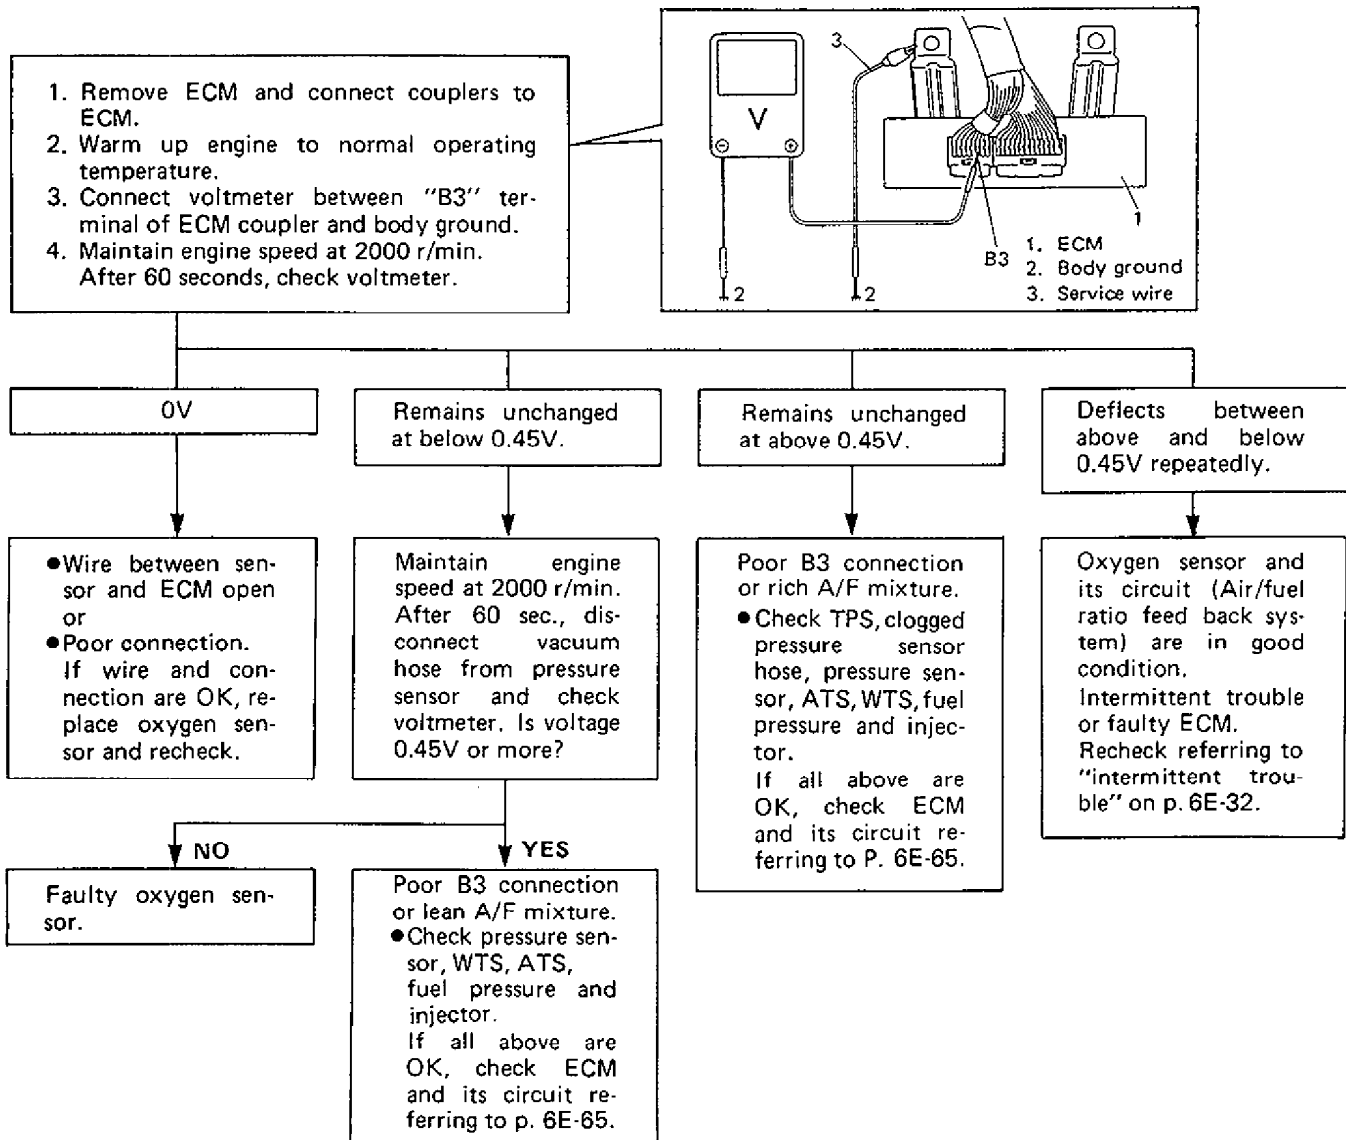 1. Remove ECM and connect couplers to
ECM.
2. Warm up engine to normal operating
temperature.
3. Connect voltmeter between "B3" ter-
minal of ECM coupler and body ground.
4. Maintain engine speed at 2000 r/min.
After 60 seconds, check voltmeter.
3
V
⊖
⊕
2
2
B3
1
1. ECM
2. Body ground
3. Service wire
0V
Remains unchanged
at below 0.45V.
Remains unchanged
at above 0.45V.
Deflects between
above and below
0.45V repeatedly.
●Wire between sen-
sor and ECM open
or
●Poor connection.
If wire and con-
nection are OK, re-
place oxygen sen-
sor and recheck.
Maintain engine
speed at 2000 r/min.
After 60 sec., dis-
connect vacuum
hose from pressure
sensor and check
voltmeter. Is voltage
0.45V or more?
Poor B3 connection
or rich A/F mixture.
●Check TPS, clogged
pressure sensor
hose, pressure sen-
sor, ATS, WTS, fuel
pressure and injec-
tor.
If all above are
OK, check ECM
and its circuit re-
ferring to P. 6E-65.
Oxygen sensor and
its circuit (Air/fuel
ratio feed back sys-
tem) are in good
condition.
Intermittent trouble
or faulty ECM.
Recheck referring to
"intermittent trou-
ble" on p. 6E-32.
NO
YES
Faulty oxygen sen-
sor.
Poor B3 connection
or lean A/F mixture.
●Check pressure sen-
sor, WTS, ATS,
fuel pressure and
injector.
If all above are
OK, check ECM
and its circuit re-
ferring to p. 6E-65.